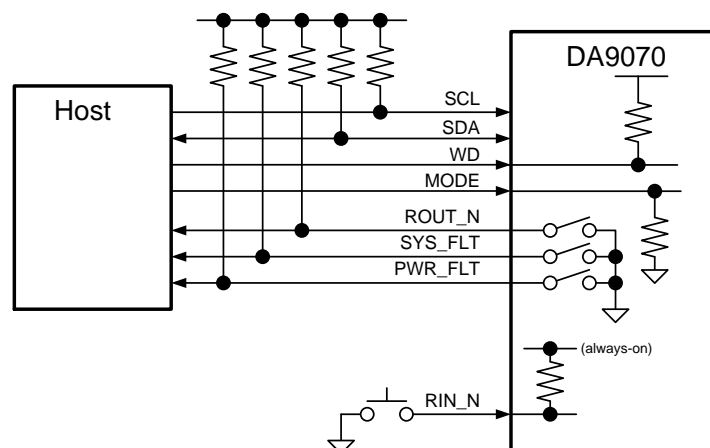 DA9070
Host
SCL
SDA
WD
MODE
ROUT_N
SYS_FLT
PWR_FLT
(always-on)
RIN_N